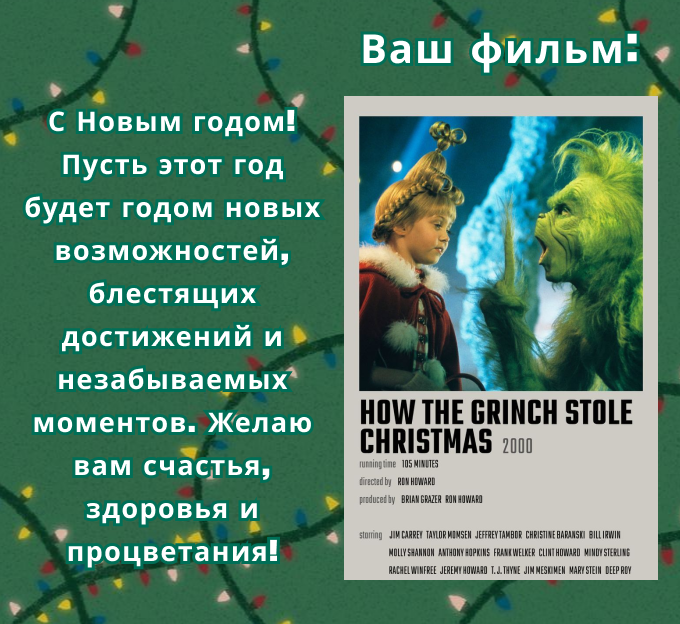 Ваш фильм:
С Новым годом!
Пусть этот год
будет годом новых
возможностей,
блестящих
достижений и
незабываемых
моментов. Желаю
вам счастья,
здоровья и
процветания!
HOW THE GRINCH STOLE
CHRISTMAS 2000
running time 105 MINUTES
directed by RON HOWARD
produced by BRIAN GRAZER RON HOWARD
starring JIM CARREY TAYLOR MOMSEN JEFFREY TAMBOR CHRISTINE BARANSKI BILL IRWIN
MOLLY SHANNON ANTHONY HOPKINS FRANK WELKER CLINT HOWARD MINDY STERLING
RACHEL WINFREE JEREMY HOWARD T.J. THYNE JIM MESKIMEN MARY STEIN DEEP ROY